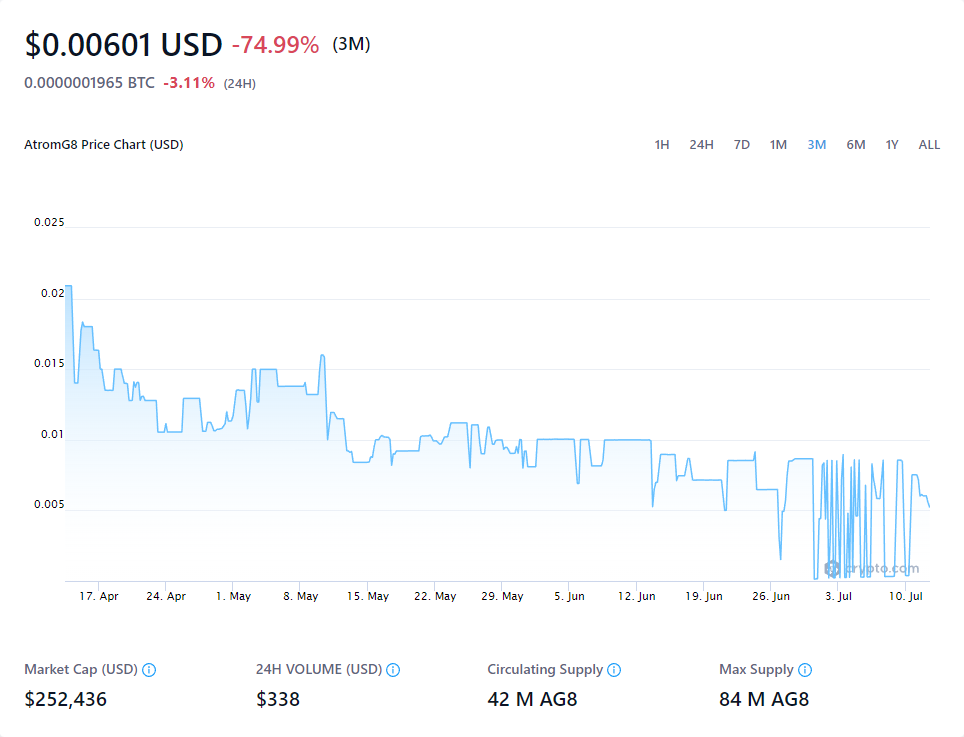 $0.00601 USD -74.99% (3M)
0.0000001965 BTC -3.11% (24H)
AtromG8 Price Chart (USD) 1H 24H 7D 1M 3M 6M 1Y ALL
0.025
0.02
0.015
0.01
0.005
crypto.com
17. Apr 24. Apr 1. May 8. May 15. May 22. May 29. May 5. Jun 12. Jun 19. Jun 26. Jun 3. Jul 10. Jul
Market Cap (USD) 24H VOLUME (USD) Circulating Supply Max Supply
$252,436 $338 42 M AG8 84 M AG8